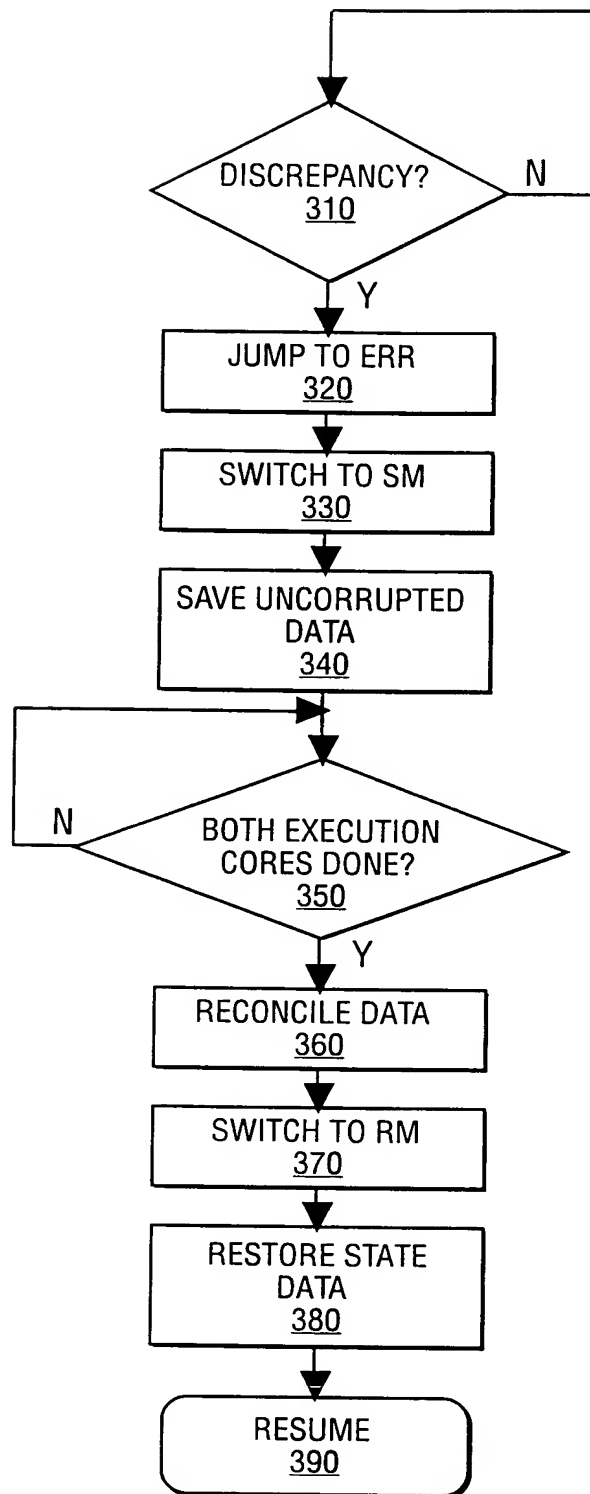 DISCREPANCY?
310
N
Y
JUMP TO ERR
320
SWITCH TO SM
330
SAVE UNCORRUPTED
DATA
340
N
BOTH EXECUTION
CORES DONE?
350
Y
RECONCILE DATA
360
SWITCH TO RM
370
RESTORE STATE
DATA
380
RESUME
390